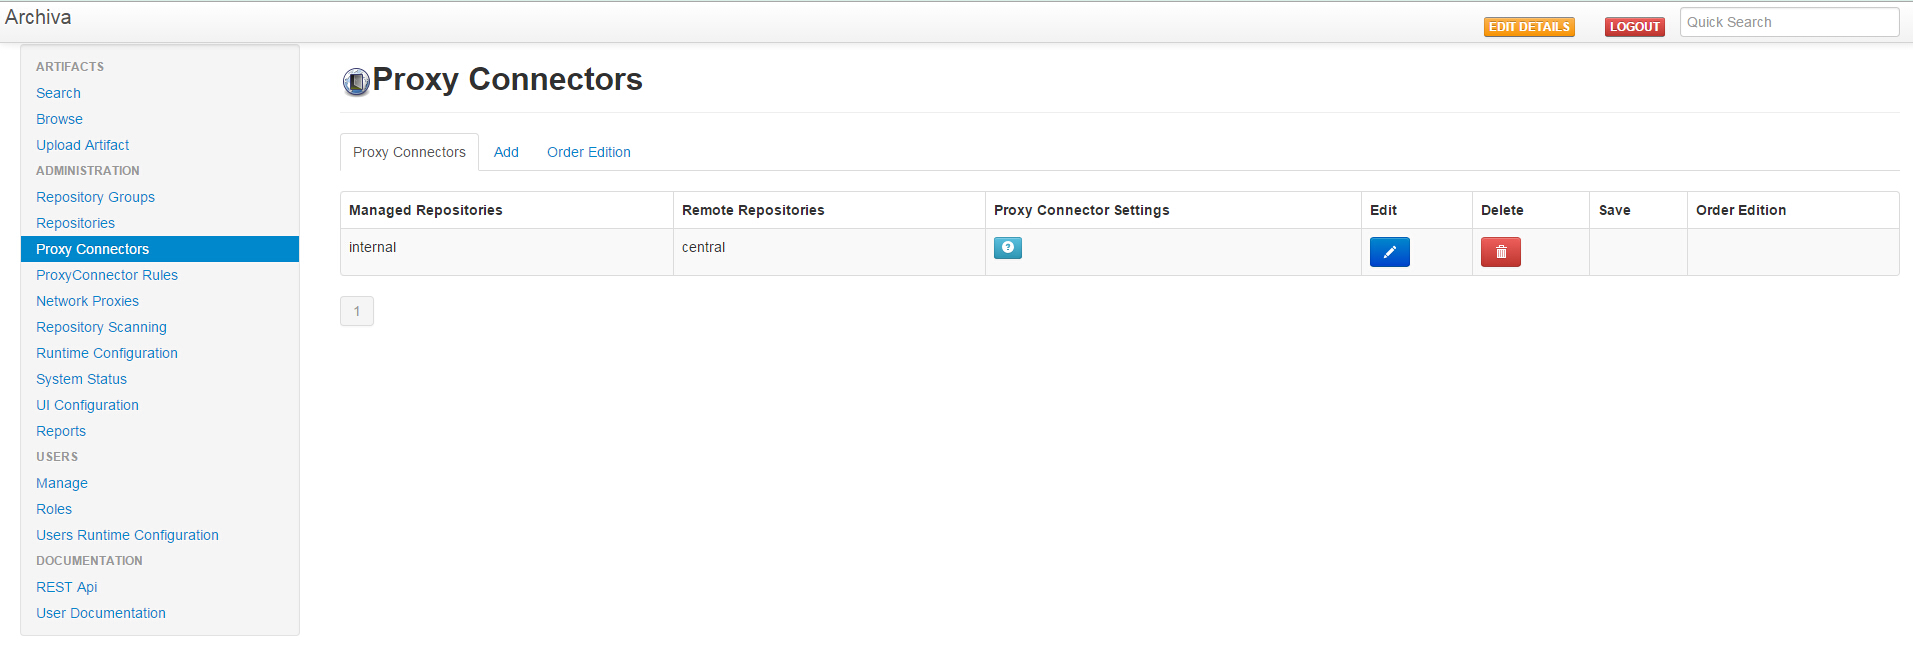 Archiva
EDIT DETAILS LOGOUT Quick Search
ARTIFACTS
Search
Browse
Upload Artifact
ADMINISTRATION
Repository Groups
Repositories
Proxy Connectors
ProxyConnector Rules
Network Proxies
Repository Scanning
Runtime Configuration
System Status
UI Configuration
Reports
USERS
Manage
Roles
Users Runtime Configuration
DOCUMENTATION
REST Api
User Documentation
Proxy Connectors
Proxy Connectors Add Order Edition
Managed Repositories Remote Repositories Proxy Connector Settings Edit Delete Save Order Edition
internal central ?
1